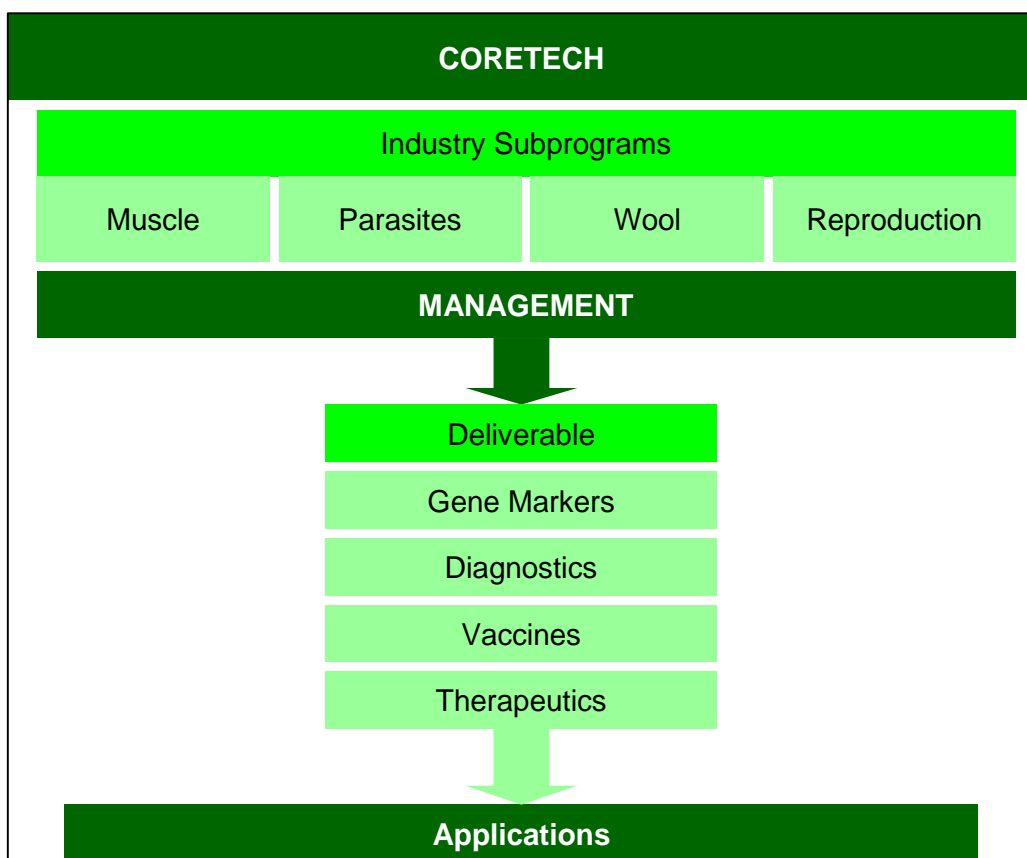 CORETECH
Industry Subprograms
Muscle Parasites Wool Reproduction
MANAGEMENT
Deliverable
Gene Markers
Diagnostics
Vaccines
Therapeutics
Applications